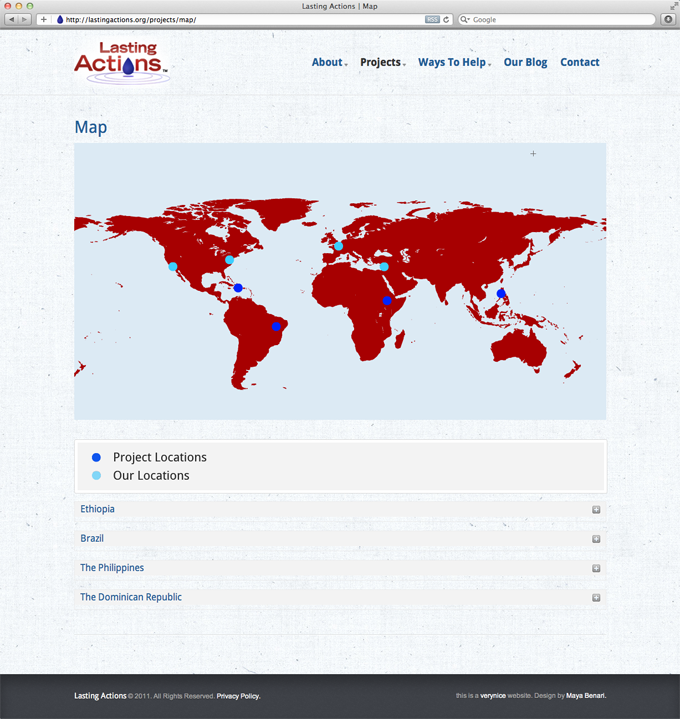 Lasting Actions | Map
http://lastingactions.org/projects/map/
RSS
Google
Lasting
Actions™
About
Projects
Ways To Help
Our Blog
Contact
Map
Project Locations
Our Locations
Ethiopia
Brazil
The Philippines
The Dominican Republic
Lasting Actions © 2011. All Rights Reserved. Privacy Policy.
this is a verynice website. Design by Maya Benari.